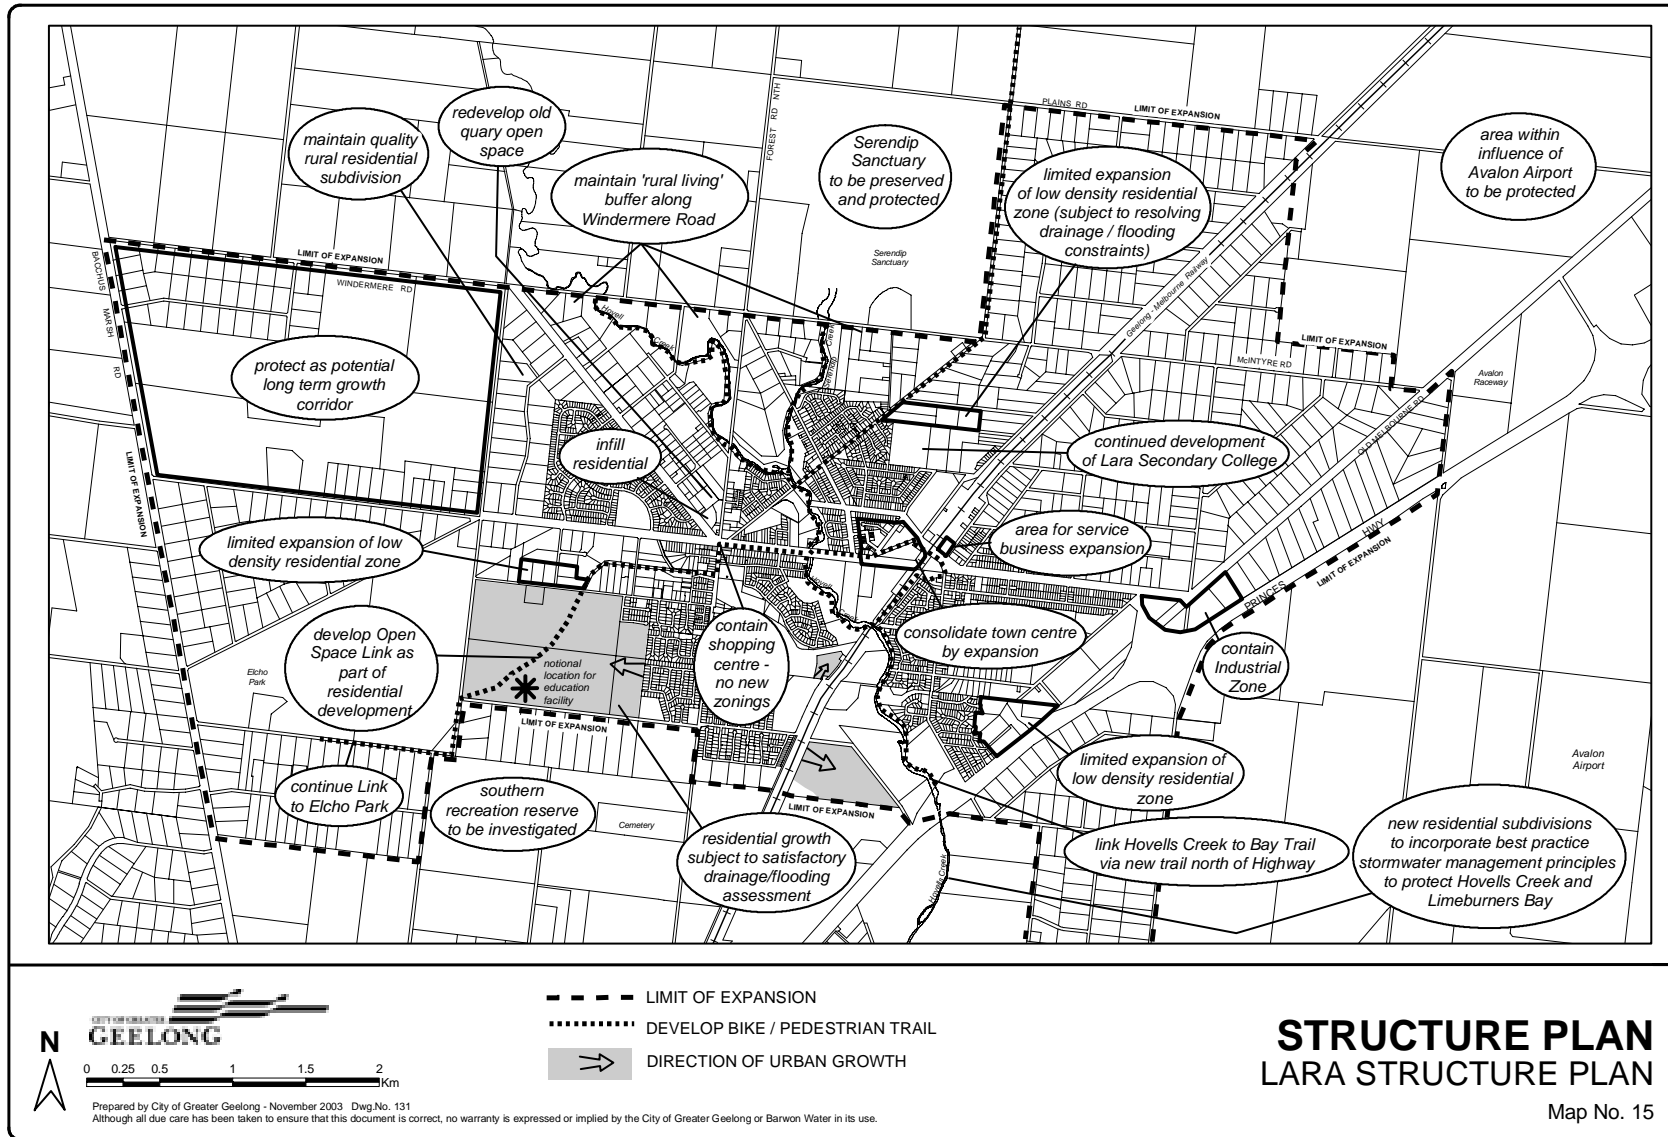 maintain quality
rural residential
subdivision
redevelop old
quary open
space
maintain 'rural living'
buffer along
Windermere Road
FOREST RD NTH
Serendip
Sanctuary
to be preserved
and protected
Serendip
Sanctuary
PLAINS RD
LIMIT OF EXPANSION
limited expansion
of low density residential
zone (subject to resolving
drainage / flooding
constraints)
area within
influence of
Avalon Airport
to be protected
Geelong - Melbourne Railway
LIMIT OF EXPANSION
McINTYRE RD
Avalon
Raceway
OLD MELBOURNE RD
BACCHUS MARSH RD
LIMIT OF EXPANSION
WINDERMERE RD
Hovell
Creek
Serendip Creek
protect as potential
long term growth
corridor
LIMIT OF EXPANSION
infill
residential
continued development
of Lara Secondary College
limited expansion of low
density residential zone
area for service
business expansion
PRINCES HWY
LIMIT OF EXPANSION
Hovell
Creek
develop Open
Space Link as
part of
residential
development
notional
location for
education
facility
contain
shopping
centre -
no new
zonings
consolidate town centre
by expansion
contain
Industrial
Zone
Elcho
Park
LIMIT OF EXPANSION
continue Link
to Elcho Park
southern
recreation reserve
to be investigated
Cemetery
LIMIT OF EXPANSION
limited expansion of
low density residential
zone
Avalon
Airport
residential growth
subject to satisfactory
drainage/flooding
assessment
link Hovells Creek to Bay Trail
via new trail north of Highway
Hovells Creek
new residential subdivisions
to incorporate best practice
stormwater management principles
to protect Hovells Creek and
Limeburners Bay
CITY OF GREATER
GEELONG
N
0 0.25 0.5 1 1.5 2
Km
LIMIT OF EXPANSION
DEVELOP BIKE / PEDESTRIAN TRAIL
DIRECTION OF URBAN GROWTH
STRUCTURE PLAN
LARA STRUCTURE PLAN
Map No. 15
Prepared by City of Greater Geelong - November 2003 Dwg.No. 131
Although all due care has been taken to ensure that this document is correct, no warranty is expressed or implied by the City of Greater Geelong or Barwon Water in its use.